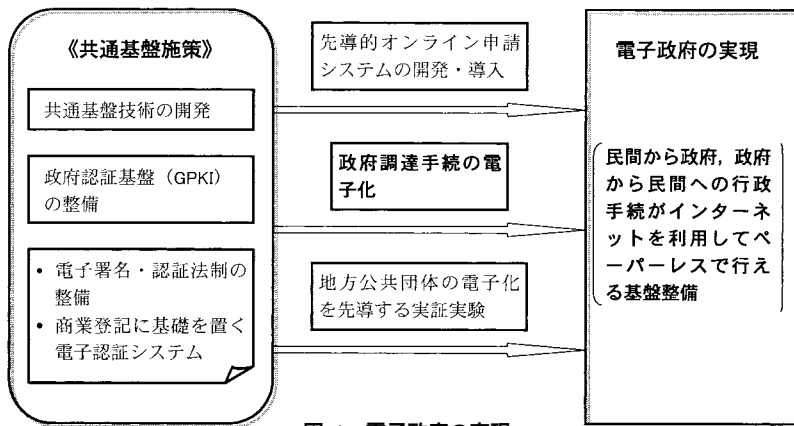 《共通基盤施策》
共通基盤技術の開発
政府認証基盤（GPKI）
の整備
• 電子署名・認証法制の
整備
• 商業登記に基礎を置く
電子認証システム
先導的オンライン申請
システムの開発・導入
政府調達手続の電
子化
地方公共団体の電子化
を先導する実証実験
電子政府の実現
民間から政府，政府
から民間への行政
手続がインターネ
ットを利用してペ
ーパーレスで行え
る基盤整備
電子政府の実現